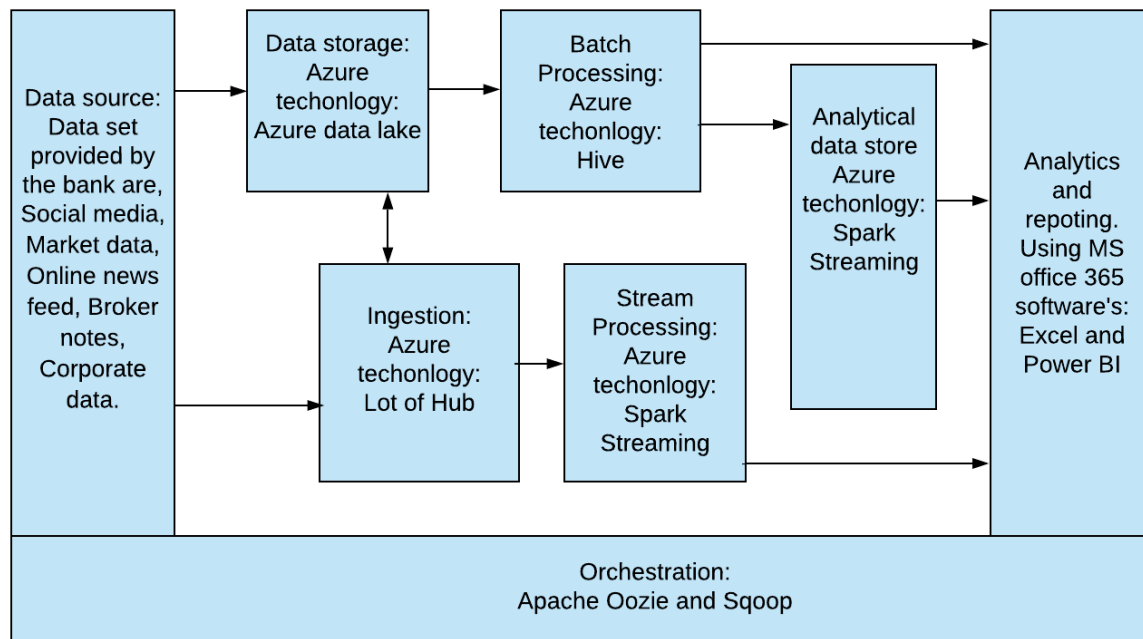 Data source:
Data set
provided by
the bank are,
Social media,
Market data,
Online news
feed, Broker
notes,
Corporate
data.
Data storage:
Azure
techonlogy:
Azure data lake
Batch
Processing:
Azure
techonlogy:
Hive
Analytical
data store
Azure
techonlogy:
Spark
Streaming
Ingestion:
Azure
techonlogy:
Lot of Hub
Stream
Processing:
Azure
techonlogy:
Spark
Streaming
Analytics
and
repoting.
Using MS
office 365
software's:
Excel and
Power BI
Orchestration:
Apache Oozie and Sqoop